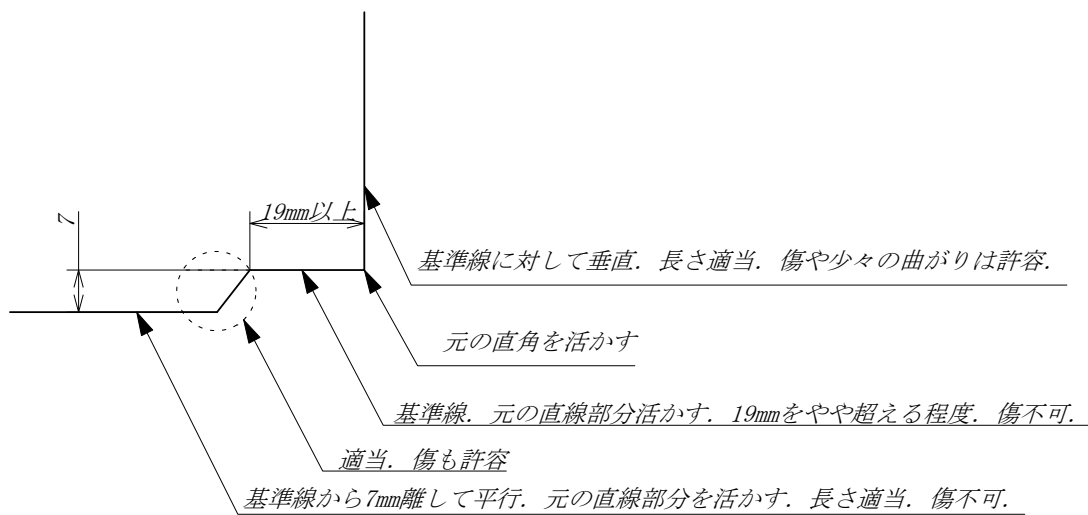 7
19mm以上
基準線に対して垂直. 長さ適当. 傷や少々の曲がりは許容.
元の直角を活かす
基準線. 元の直線部分活かす. 19mmをやや超える程度. 傷不可.
適当. 傷も許容
基準線から7mm離して平行. 元の直線部分を活かす. 長さ適当. 傷不可.